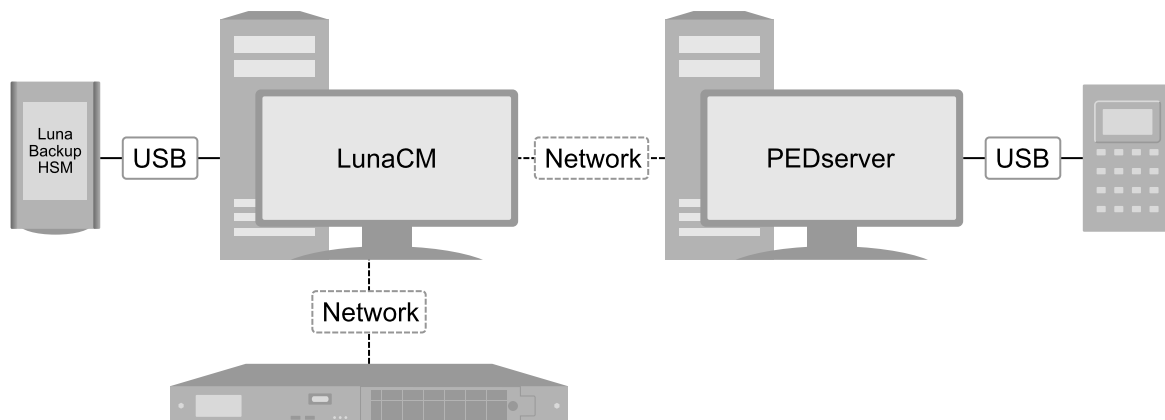 Luna
Backup
HSM
USB
LunaCM
Network
PEDserver
USB
Network